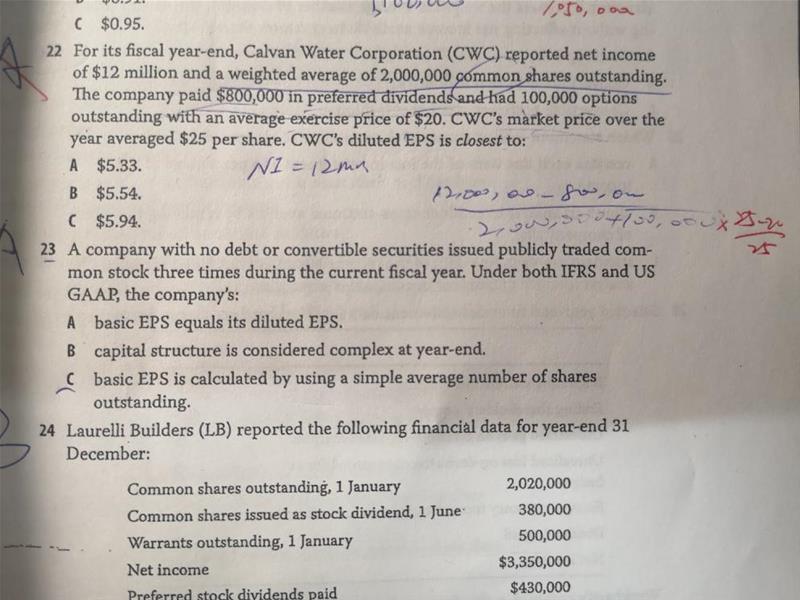 1,050,000
C $0.95.
22 For its fiscal year-end, Calvan Water Corporation (CWC) reported net income
of $12 million and a weighted average of 2,000,000 common shares outstanding.
The company paid $800,000 in preferred dividends and had 100,000 options
outstanding with an average exercise price of $20. CWC's market price over the
year averaged $25 per share. CWC's diluted EPS is closest to:
A $5.33.
NI = 12
B $5.54.
12,000,00 - 800,00
C $5.94.
2,000,000+100,000 × 25-20
25
23 A company with no debt or convertible securities issued publicly traded com-
mon stock three times during the current fiscal year. Under both IFRS and US
GAAP, the company's:
A basic EPS equals its diluted EPS.
B capital structure is considered complex at year-end.
C basic EPS is calculated by using a simple average number of shares
outstanding.
24 Laurelli Builders (LB) reported the following financial data for year-end 31
December:
Common shares outstanding, 1 January 2,020,000
Common shares issued as stock dividend, 1 June 380,000
Warrants outstanding, 1 January 500,000
Net income $3,350,000
Preferred stock dividends paid $430,000